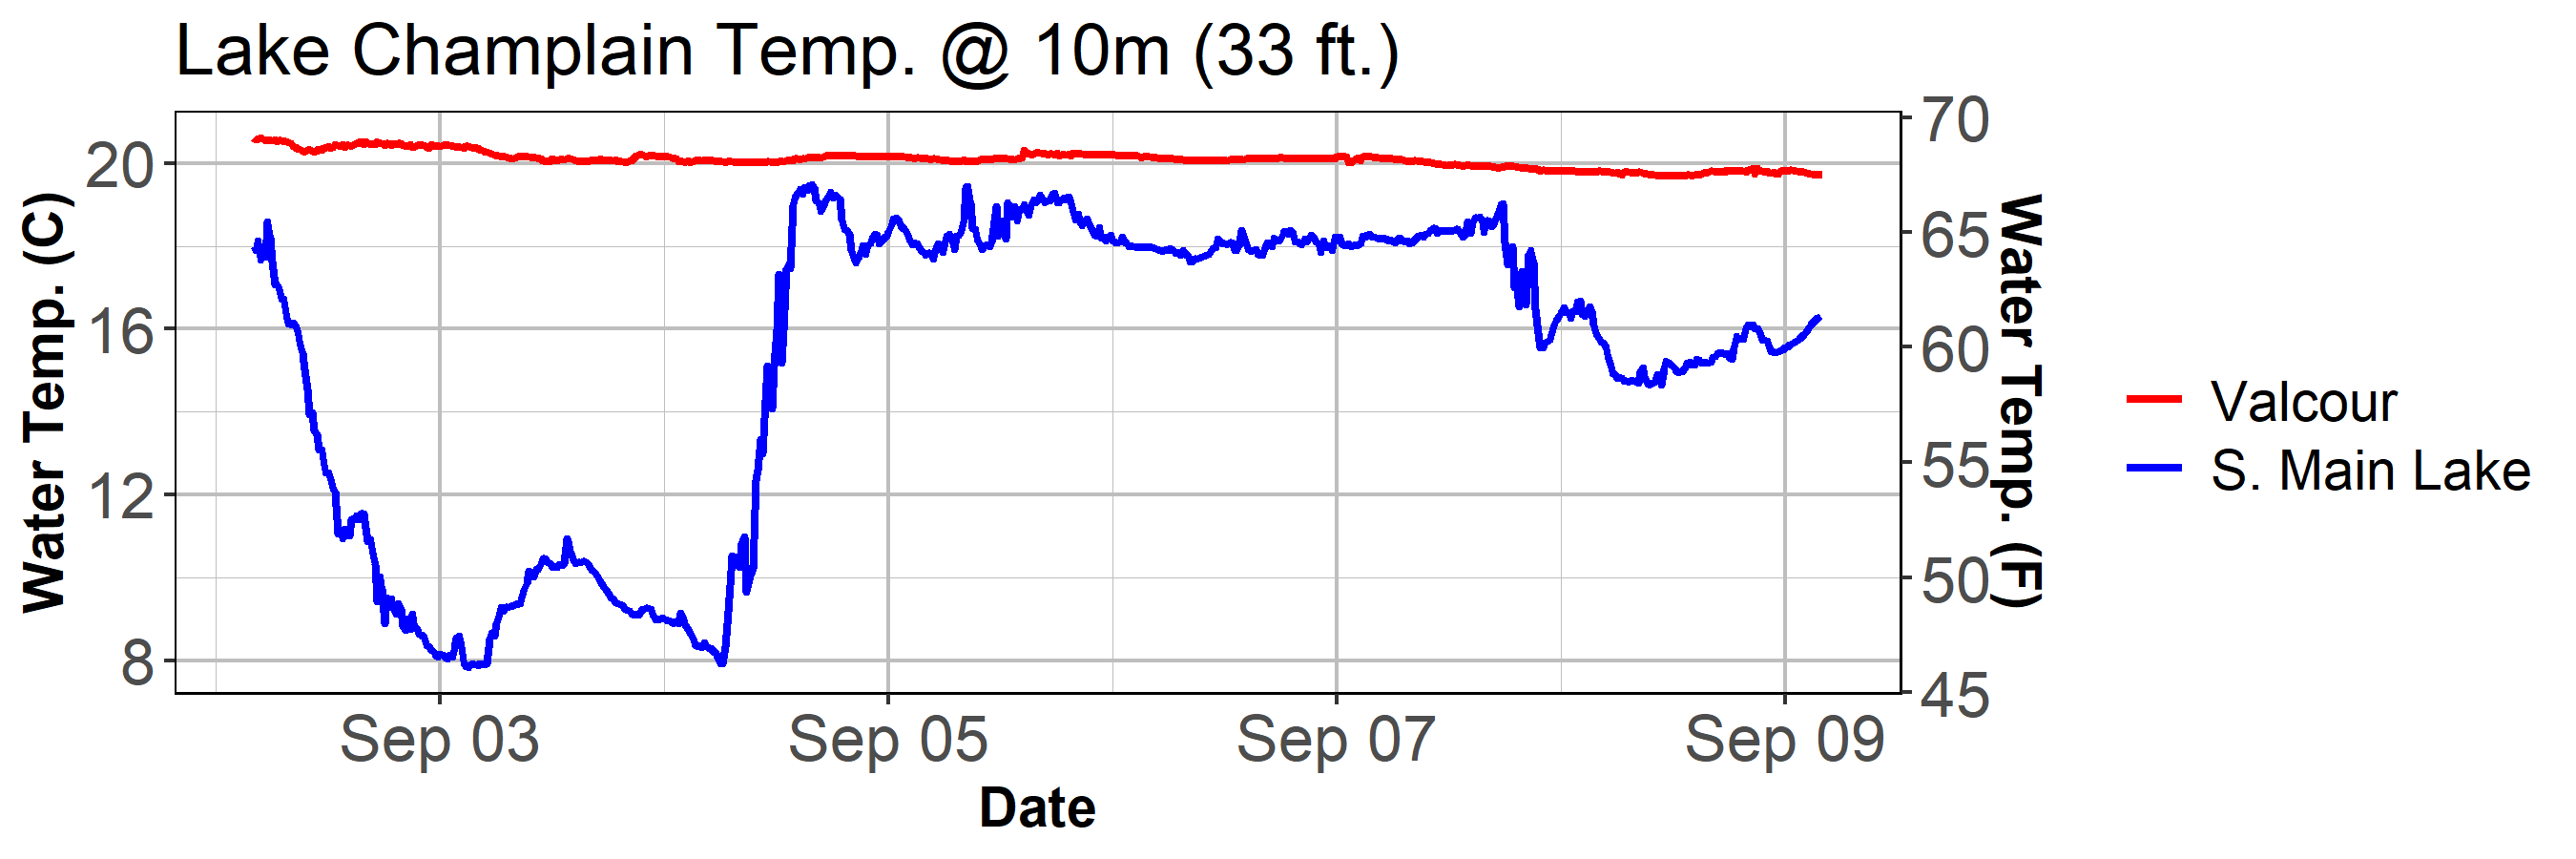 Lake Champlain Temp. @ 10m (33 ft.)
Water Temp. (C)
20
16
12
8
70
65
60
55
50
45
Water Temp. (F)
Sep 03
Sep 05
Sep 07
Sep 09
Date
Valcour
S. Main Lake